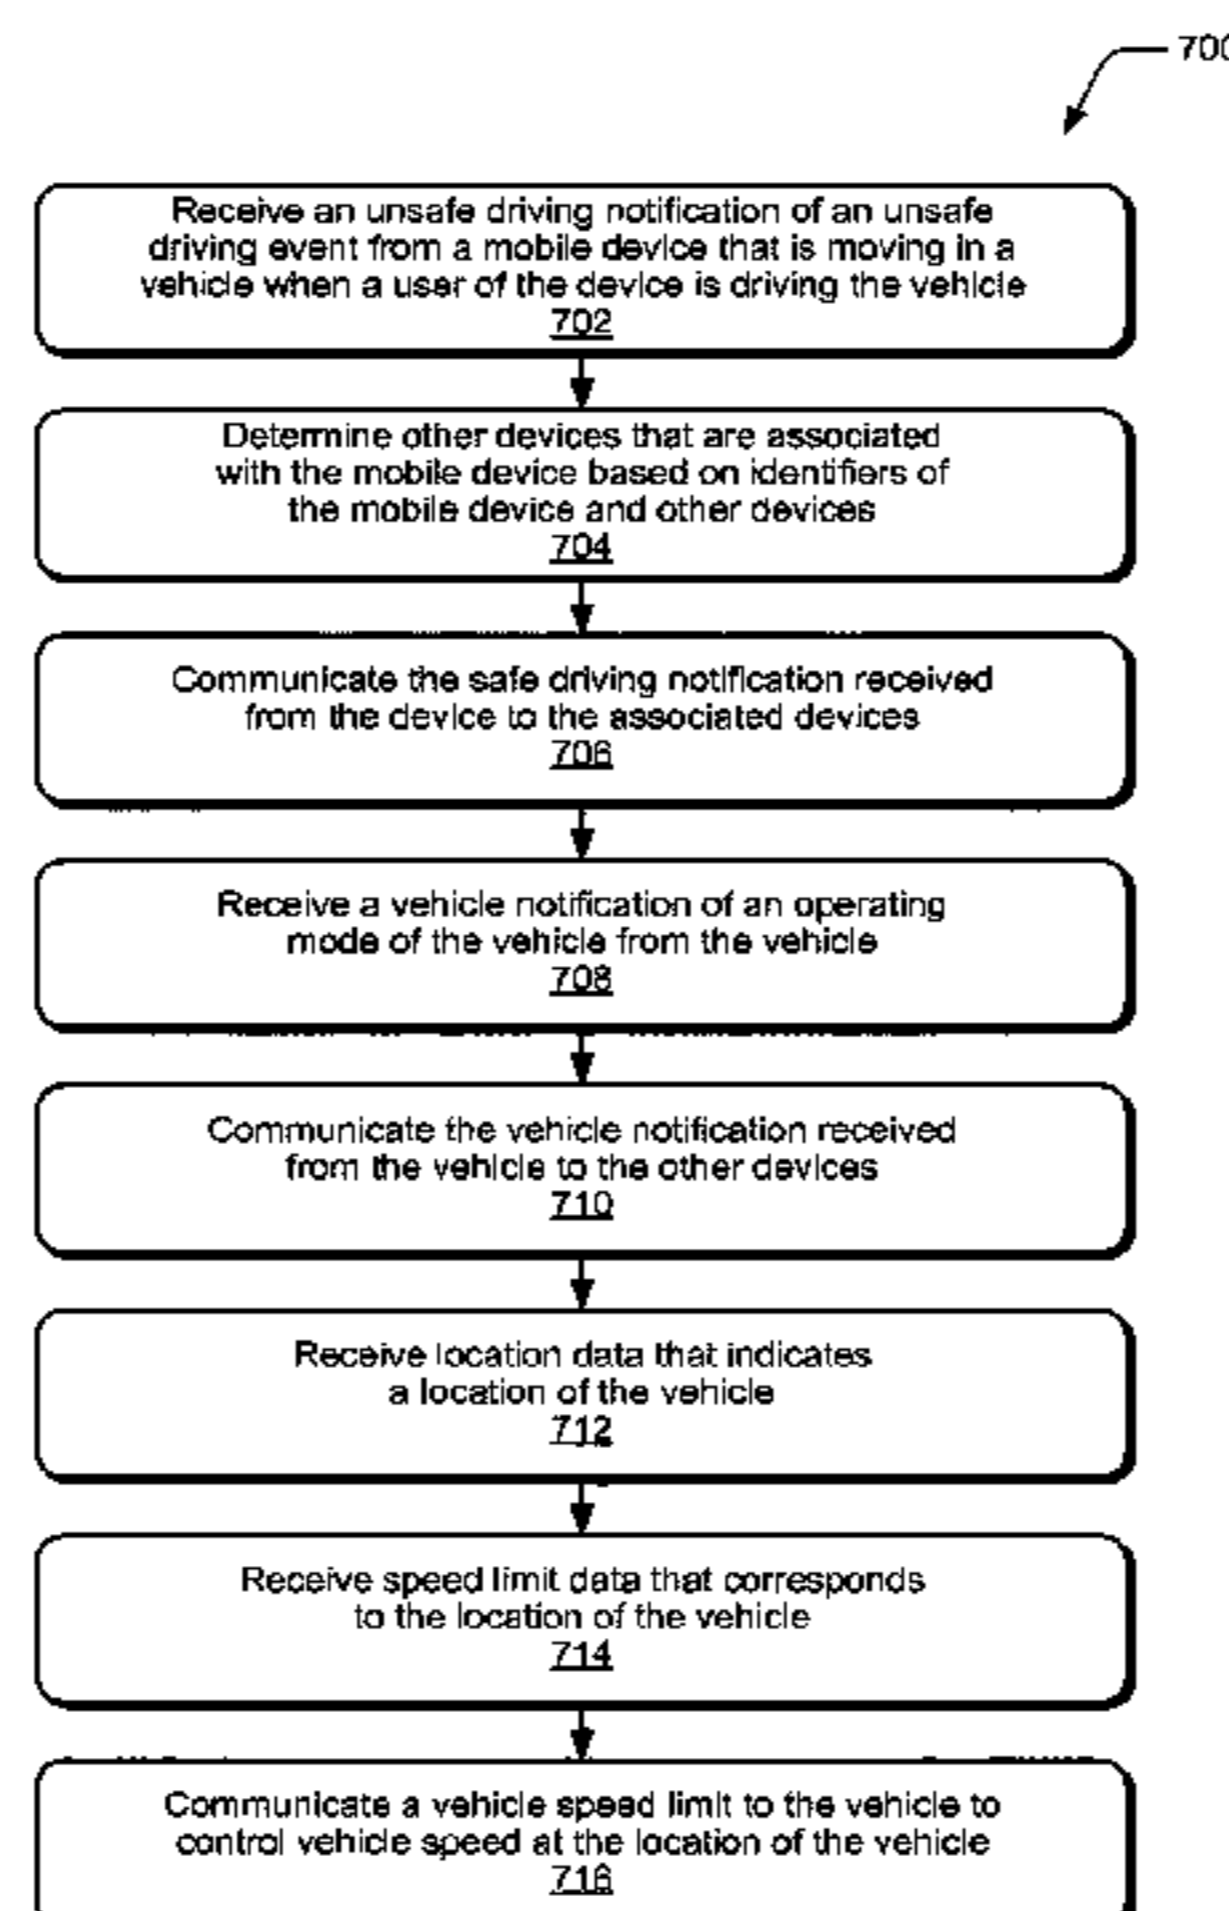 700
Receive an unsafe driving notification of an unsafe
driving event from a mobile device that is moving in a
vehicle when a user of the device is driving the vehicle
702
Determine other devices that are associated
with the mobile device based on identifiers of
the mobile device and other devices
704
Communicate the safe driving notification received
from the device to the associated devices
706
Receive a vehicle notification of an operating
mode of the vehicle from the vehicle
708
Communicate the vehicle notification received
from the vehicle to the other devices
710
Receive location data that indicates
a location of the vehicle
712
Receive speed limit data that corresponds
to the location of the vehicle
714
Communicate a vehicle speed limit to the vehicle to
control vehicle speed at the location of the vehicle
716